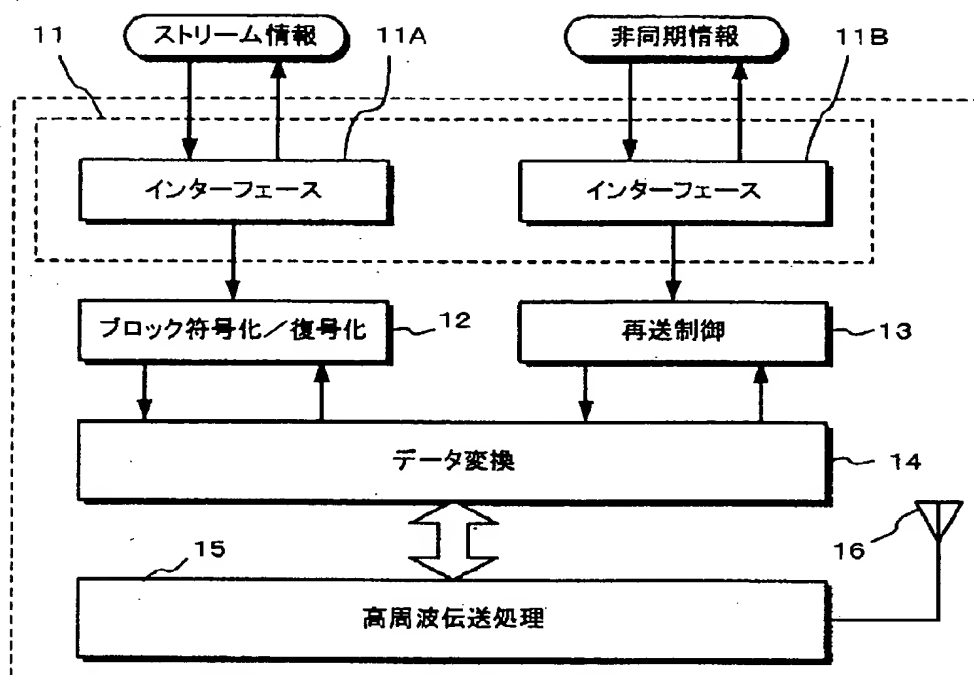 11
ストリーム情報
11A
非同期情報
11B
インターフェース
インターフェース
ブロック符号化／復号化
12
再送制御
13
データ変換
14
15
16
高周波伝送処理